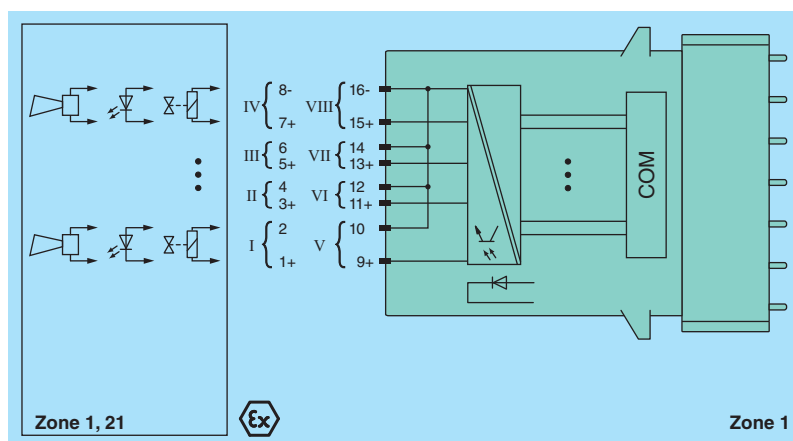 IV { 8- VIII { 16-
7+ 15+
III { 6 VII { 14
5+ 13+
II { 4 VI { 12
3+ 11+
I { 2 V { 10
1+ 9+
COM
Zone 1, 21 Ex Zone 1